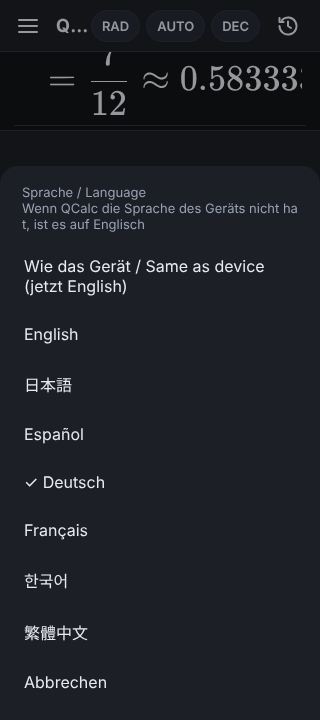 Q... RAD AUTO DEC
= 7/12 ≈ 0.58333
Sprache / Language
Wenn QCalc die Sprache des Geräts nicht ha
t, ist es auf Englisch
Wie das Gerät / Same as device
(jetzt English)
English
日本語
Español
✓ Deutsch
Français
한국어
繁體中文
Abbrechen